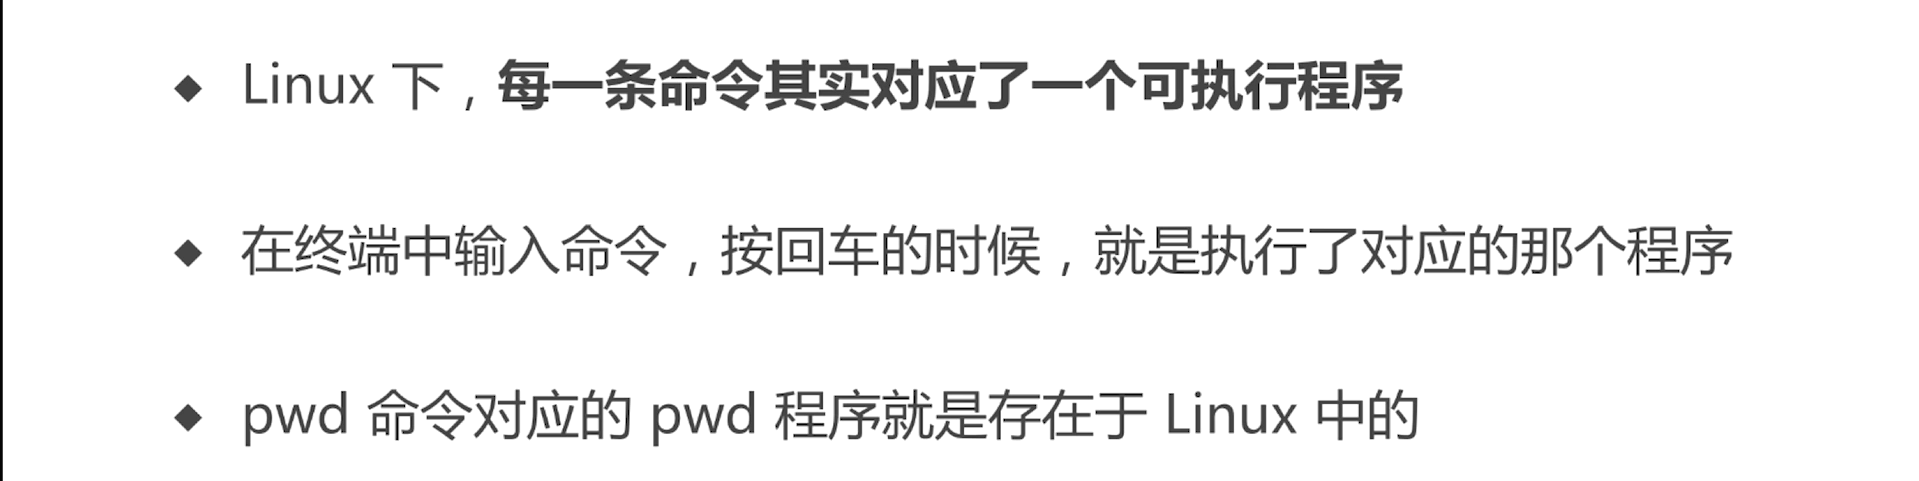 ◆ Linux 下，每一条命令其实对应了一个可执行程序
◆ 在终端中输入命令，按回车的时候，就是执行了对应的那个程序
◆ pwd 命令对应的 pwd 程序就是存在于 Linux 中的